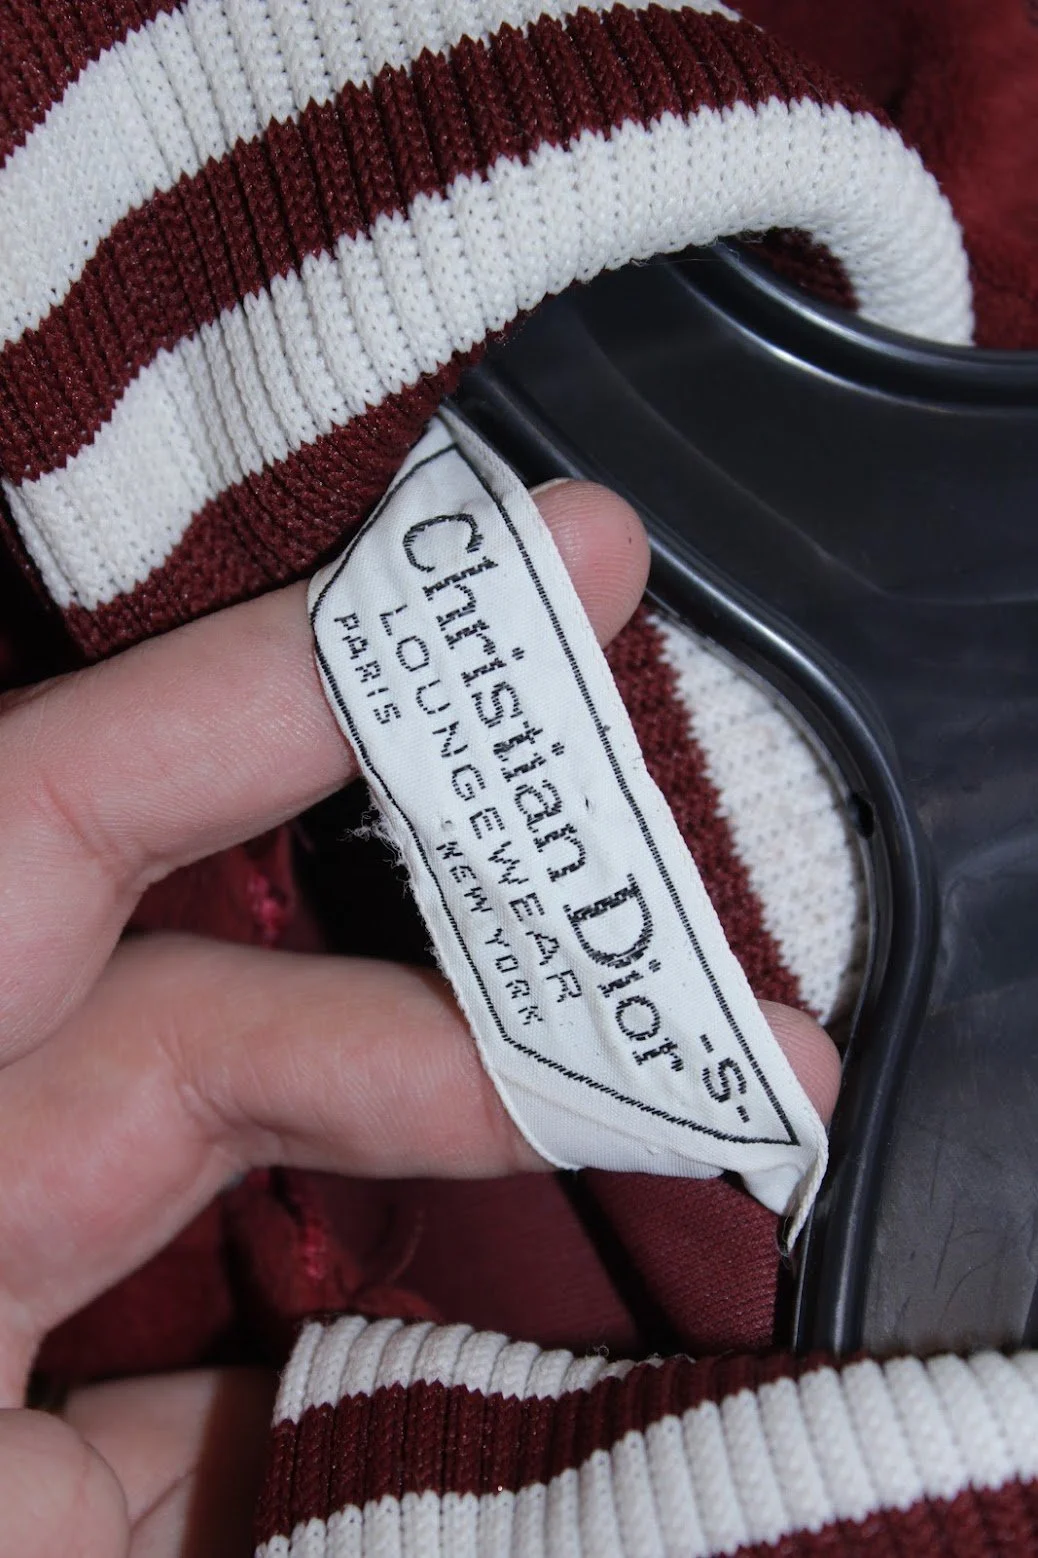 -S-
Christian Dior
LOUNGEWEAR
PARIS NEW YORK